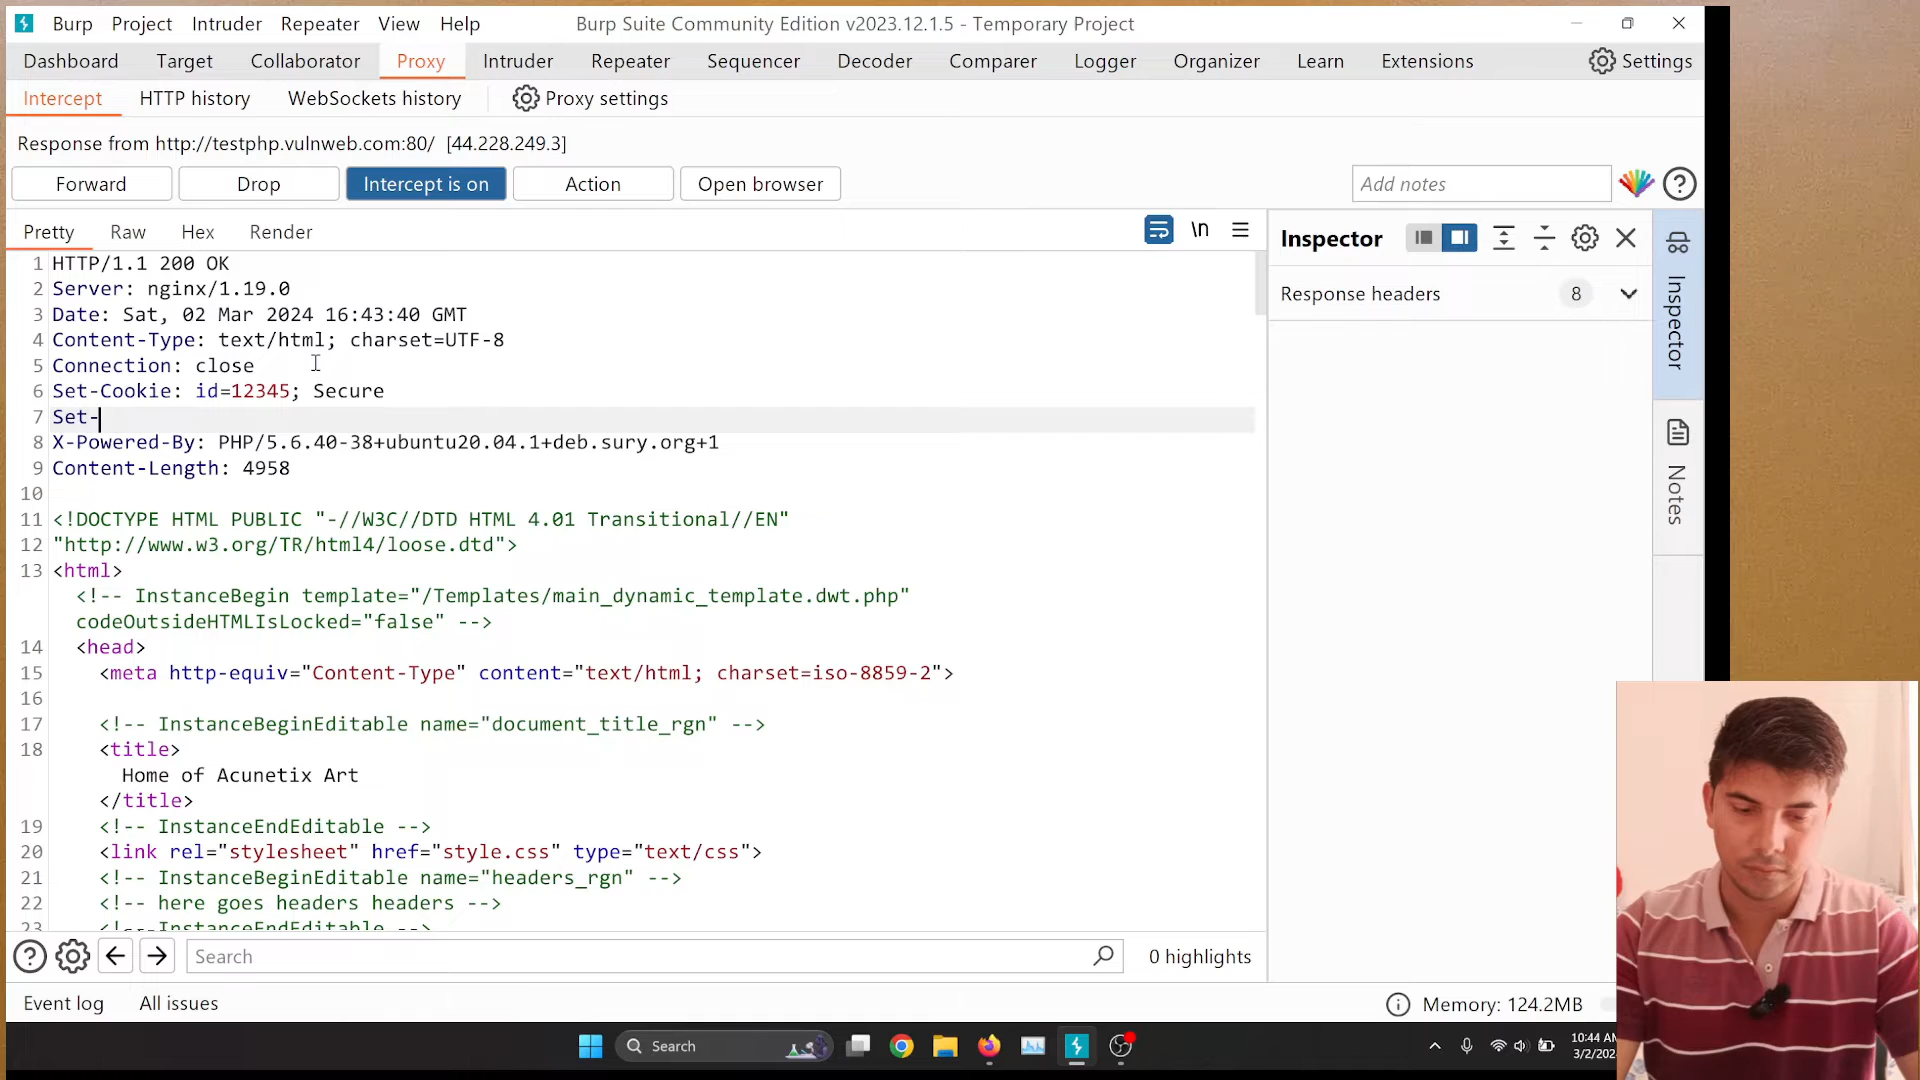 Burp Project Intruder Repeater View Help Burp Suite Community Edition v2023.12.1.5 - Temporary Project
Dashboard Target Collaborator Proxy Intruder Repeater Sequencer Decoder Comparer Logger Organizer Learn Extensions Settings
Intercept HTTP history WebSockets history Proxy settings
Response from http://testphp.vulnweb.com:80/ [44.228.249.3]
Forward Drop Intercept is on Action Open browser Add notes
Pretty Raw Hex Render \n Inspector
Response headers 8
Inspector
Notes
1 HTTP/1.1 200 OK
2 Server: nginx/1.19.0
3 Date: Sat, 02 Mar 2024 16:43:40 GMT
4 Content-Type: text/html; charset=UTF-8
5 Connection: close
6 Set-Cookie: id=12345; Secure
7 Set-
8 X-Powered-By: PHP/5.6.40-38+ubuntu20.04.1+deb.sury.org+1
9 Content-Length: 4958
10
11 <!DOCTYPE HTML PUBLIC "-//W3C//DTD HTML 4.01 Transitional//EN"
12 "http://www.w3.org/TR/html4/loose.dtd">
13 <html>
<!-- InstanceBegin template="/Templates/main_dynamic_template.dwt.php"
codeOutsideHTMLIsLocked="false" -->
14 <head>
15 <meta http-equiv="Content-Type" content="text/html; charset=iso-8859-2">
16
17 <!-- InstanceBeginEditable name="document_title_rgn" -->
18 <title>
Home of Acunetix Art
</title>
19 <!-- InstanceEndEditable -->
20 <link rel="stylesheet" href="style.css" type="text/css">
21 <!-- InstanceBeginEditable name="headers_rgn" -->
22 <!-- here goes headers headers -->
23 <!-- InstanceEndEditable -->
Search 0 highlights
Event log All issues Memory: 124.2MB
Search
10:44 AM
3/2/202